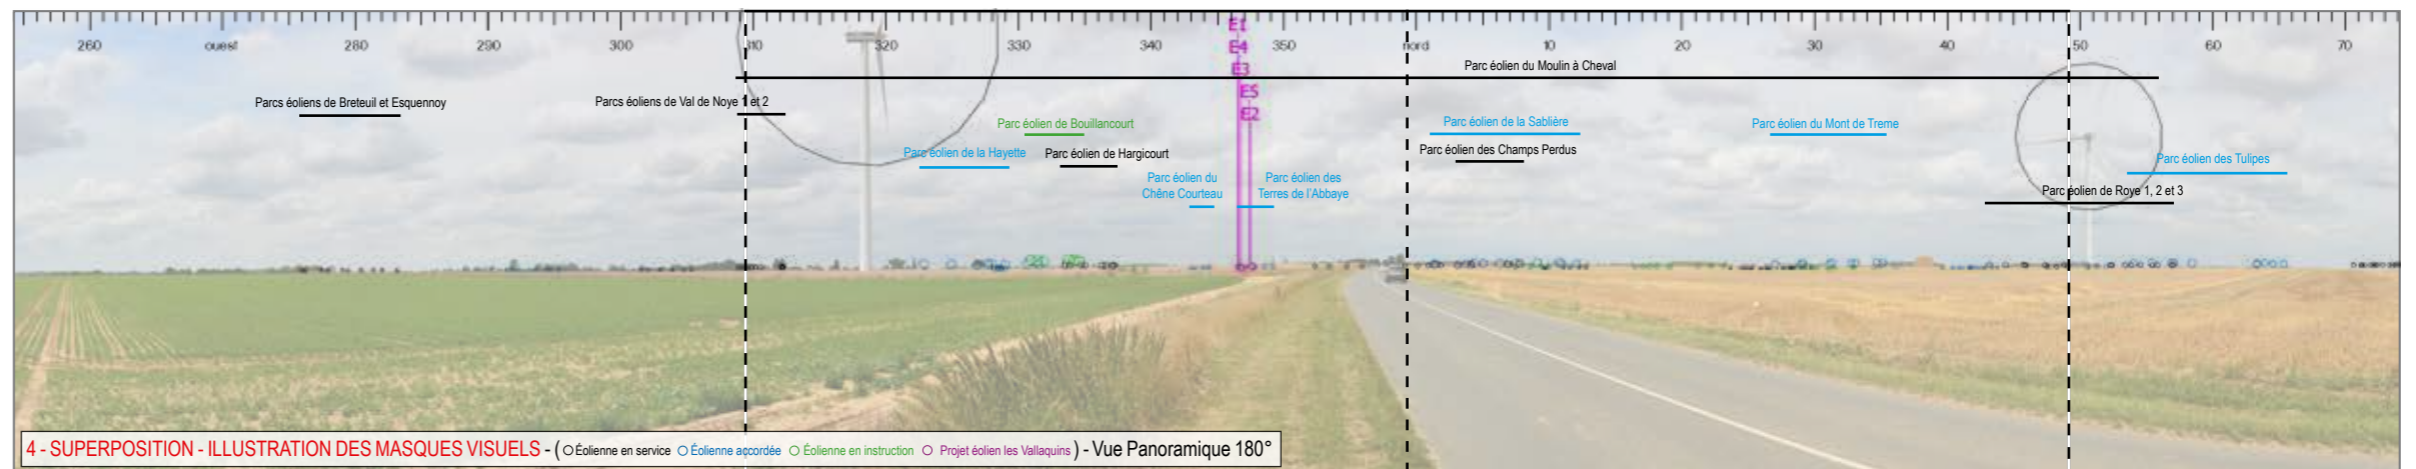 260 ouest 280 290 300 310 320 330 340 350 nord 10 20 30 40 50 60 70
E1
E4
E3
E5
E2
Parc éolien du Moulin à Cheval
Parcs éoliens de Breteuil et Esquennoy
Parcs éoliens de Val de Noye 1 et 2
Parc éolien de Bouillancourt
Parc éolien de la Sablière
Parc éolien du Mont de Treme
Parc éolien de la Hayette
Parc éolien de Hargicourt
Parc éolien des Champs Perdus
Parc éolien des Tulipes
Parc éolien du
Chêne Courteau
Parc éolien des
Terres de l'Abbaye
Parc éolien de Roye 1, 2 et 3
4 - SUPERPOSITION - ILLUSTRATION DES MASQUES VISUELS - ( Éolienne en service Éolienne accordée Éolienne en instruction Projet éolien les Vallaquins ) - Vue Panoramique 180°